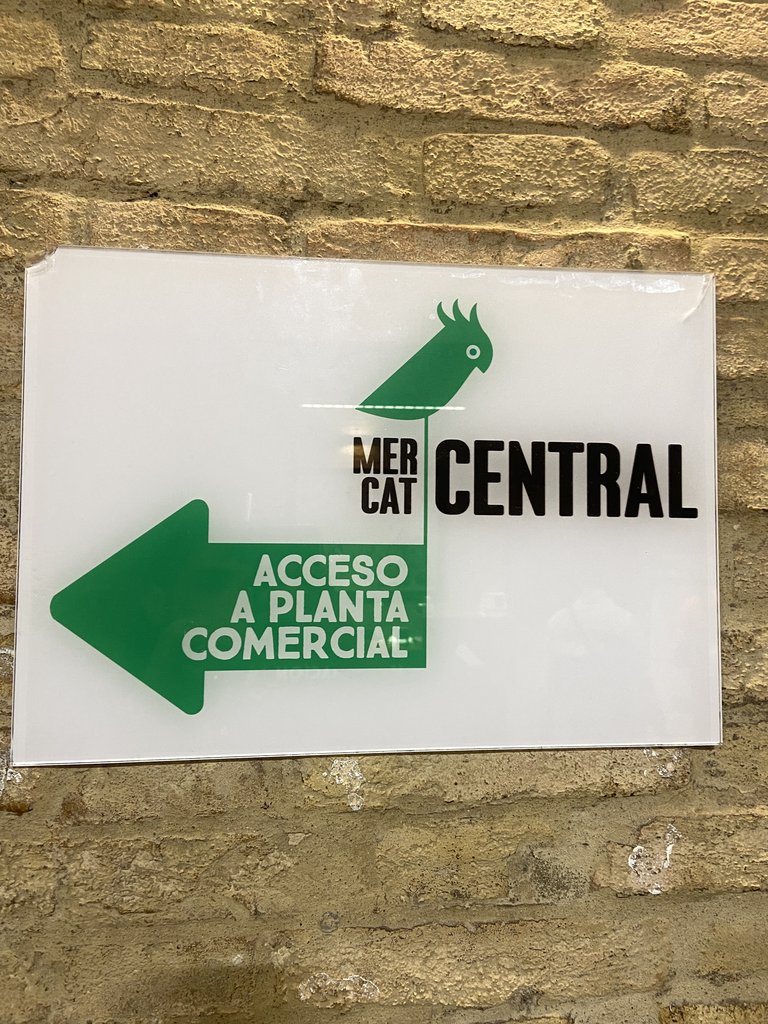 MER
CAT
CENTRAL
ACCESO
A PLANTA
COMERCIAL